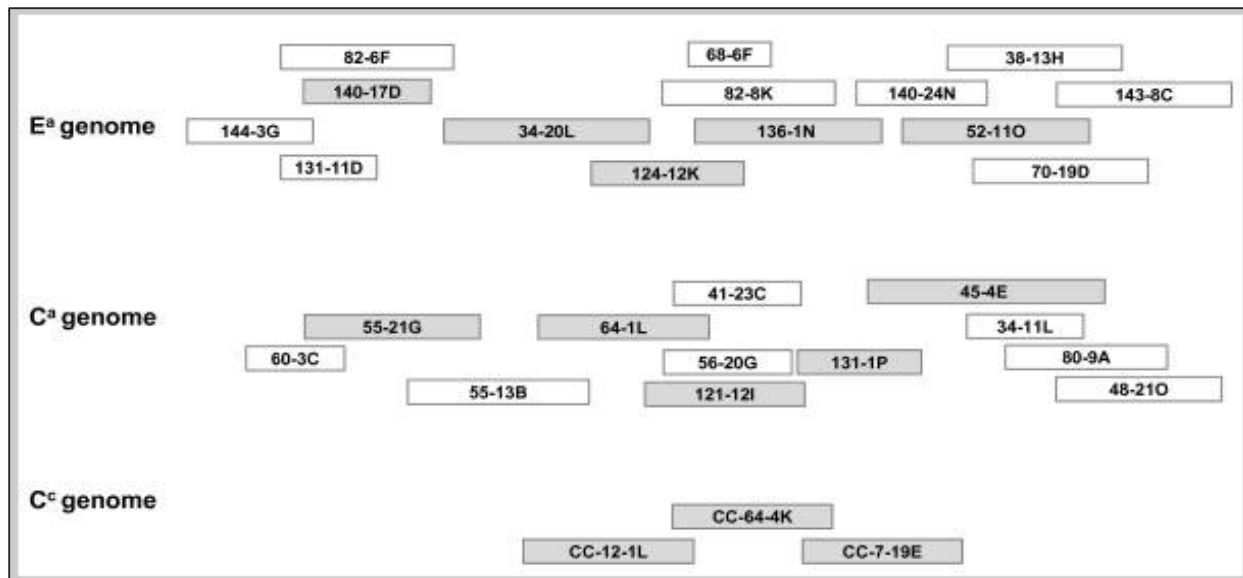 82-6F 68-6F 38-13H
140-17D 82-8K 140-24N 143-8C
Eᵃ genome 144-3G 34-20L 136-1N 52-11O
131-11D 124-12K 70-19D
41-23C 45-4E
Cᵃ genome 55-21G 64-1L 34-11L
60-3C 56-20G 131-1P 80-9A
55-13B 121-12I 48-21O
Cᶜ genome
CC-64-4K
CC-12-1L CC-7-19E